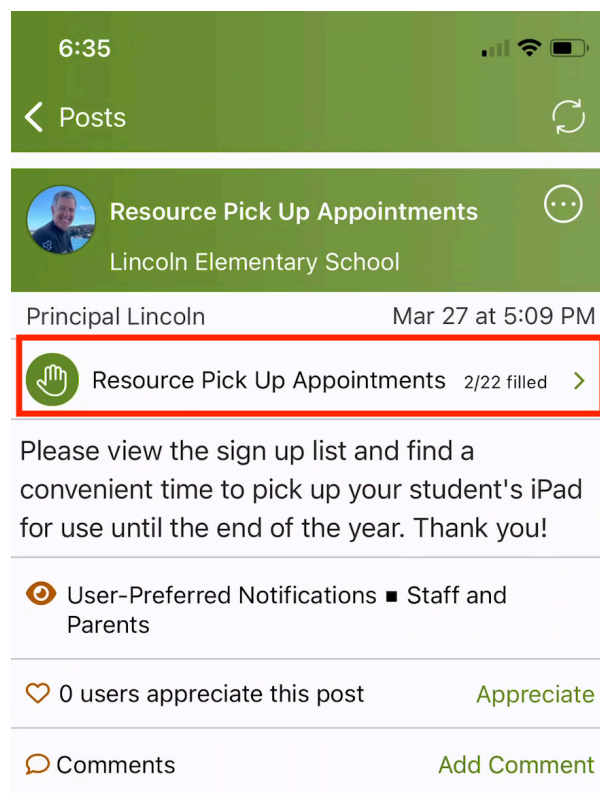 6:35
Posts
Resource Pick Up Appointments
Lincoln Elementary School
Principal Lincoln Mar 27 at 5:09 PM
Resource Pick Up Appointments 2/22 filled
Please view the sign up list and find a
convenient time to pick up your student's iPad
for use until the end of the year. Thank you!
User-Preferred Notifications ▪ Staff and
Parents
0 users appreciate this post Appreciate
Comments Add Comment